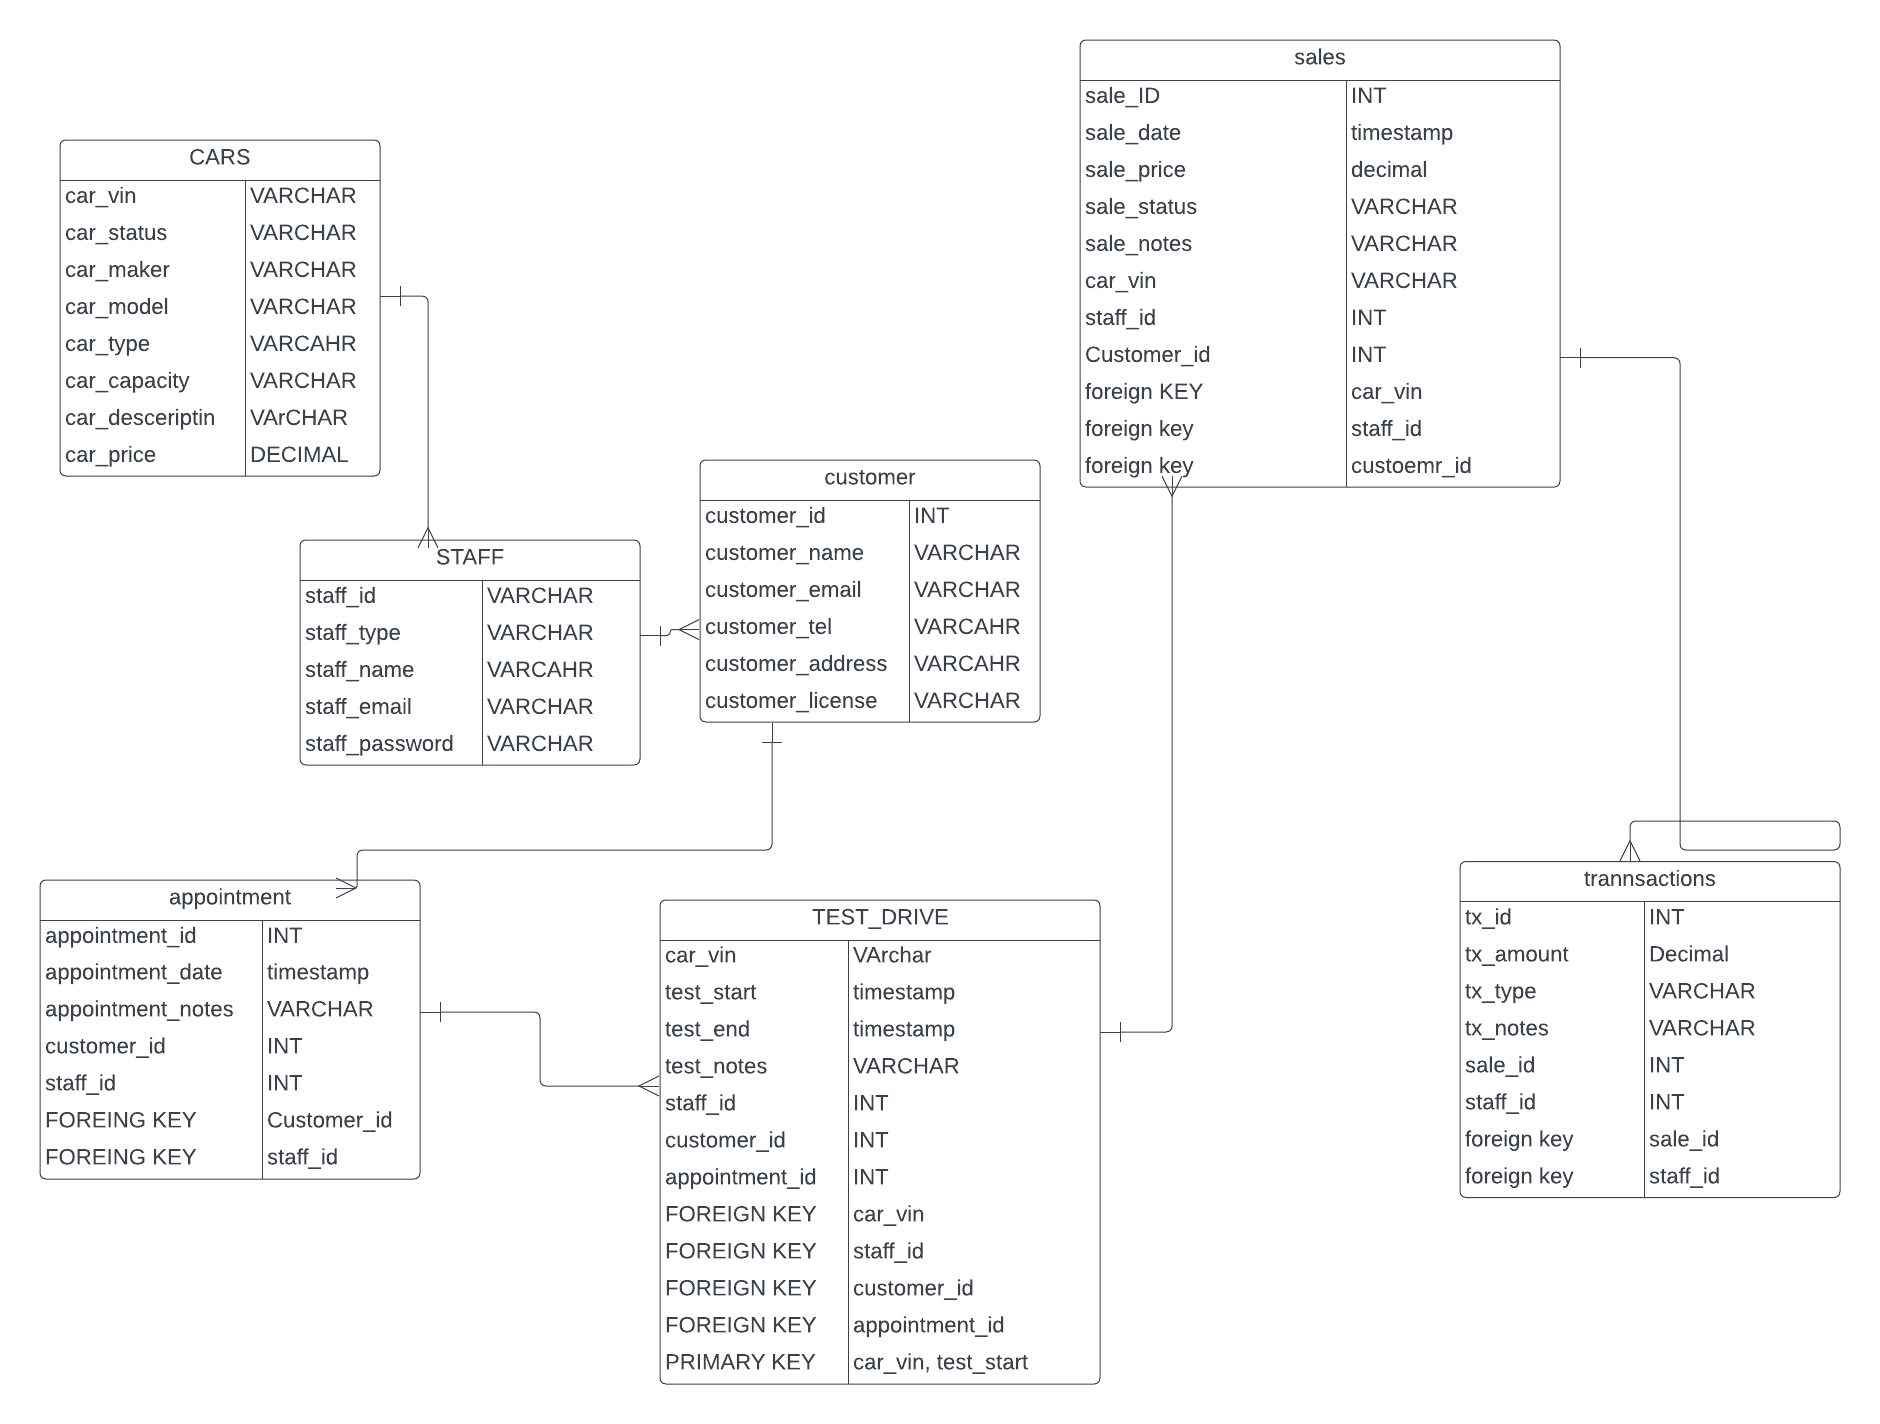 sales
sale_ID INT
sale_date timestamp
sale_price decimal
sale_status VARCHAR
sale_notes VARCHAR
car_vin VARCHAR
staff_id INT
Customer_id INT
foreign KEY car_vin
foreign key staff_id
foreign key custoemr_id
CARS
car_vin VARCHAR
car_status VARCHAR
car_maker VARCHAR
car_model VARCHAR
car_type VARCAHR
car_capacity VARCHAR
car_desceriptin VArCHAR
car_price DECIMAL
customer
customer_id INT
customer_name VARCHAR
customer_email VARCHAR
customer_tel VARCAHR
customer_address VARCAHR
customer_license VARCHAR
STAFF
staff_id VARCHAR
staff_type VARCHAR
staff_name VARCAHR
staff_email VARCHAR
staff_password VARCHAR
appointment
appointment_id INT
appointment_date timestamp
appointment_notes VARCHAR
customer_id INT
staff_id INT
FOREING KEY Customer_id
FOREING KEY staff_id
TEST_DRIVE
car_vin VArchar
test_start timestamp
test_end timestamp
test_notes VARCHAR
staff_id INT
customer_id INT
appointment_id INT
FOREIGN KEY car_vin
FOREIGN KEY staff_id
FOREIGN KEY customer_id
FOREIGN KEY appointment_id
PRIMARY KEY car_vin, test_start
trannsactions
tx_id INT
tx_amount Decimal
tx_type VARCHAR
tx_notes VARCHAR
sale_id INT
staff_id INT
foreign key sale_id
foreign key staff_id